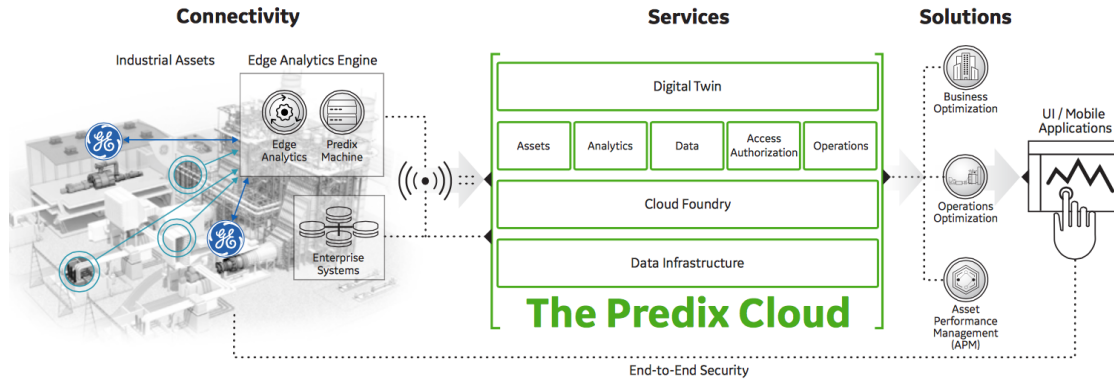 Connectivity
Services
Solutions
Industrial Assets
Edge Analytics Engine
Edge
Analytics
Predix
Machine
Enterprise
Systems
GE
GE
Digital Twin
Assets
Analytics
Data
Access
Authorization
Operations
Cloud Foundry
Data Infrastructure
The Predix Cloud
Business
Optimization
Operations
Optimization
Asset
Performance
Management
(APM)
UI / Mobile
Applications
End-to-End Security